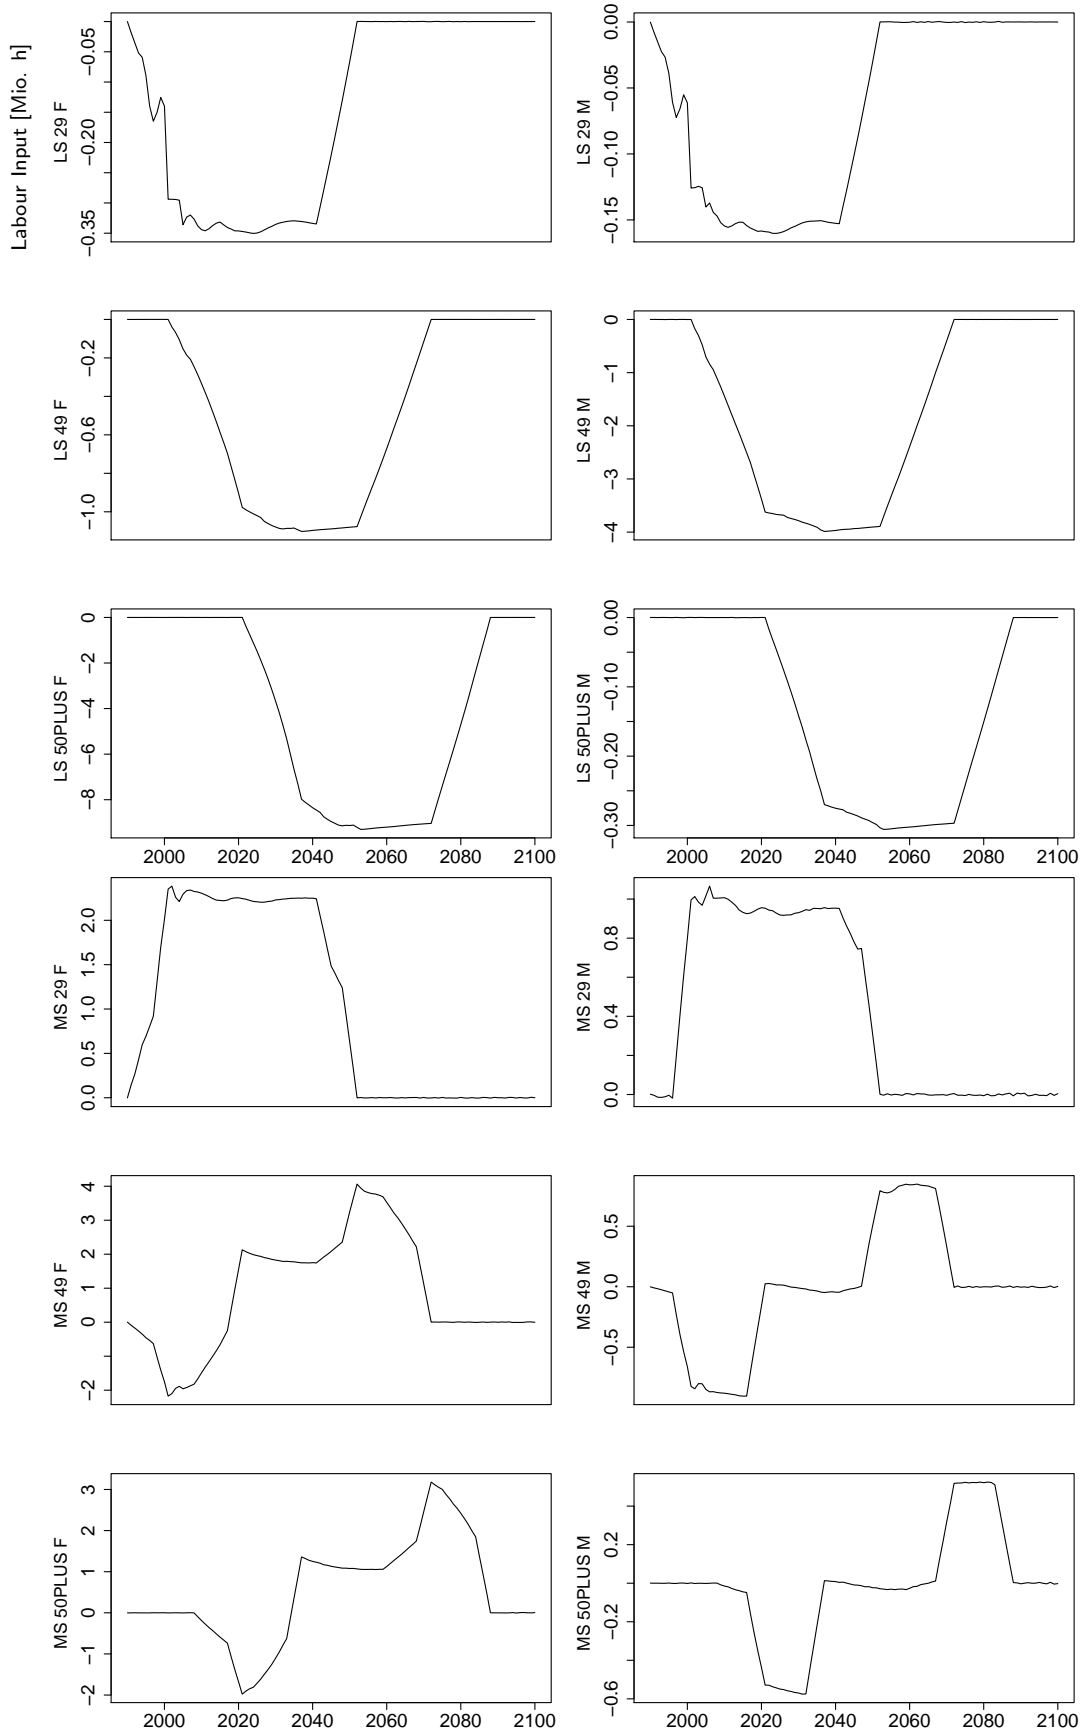 Labour Input [Mio. h]
LS 29 F
−0.05
−0.20
−0.35
LS 29 M
0.00
−0.05
−0.10
−0.15
LS 49 F
−0.2
−0.6
−1.0
LS 49 M
0
−1
−2
−3
−4
LS 50PLUS F
0
−2
−4
−6
−8
2000 2020 2040 2060 2080 2100
LS 50PLUS M
0.00
−0.10
−0.20
−0.30
2000 2020 2040 2060 2080 2100
MS 29 F
2.0
1.5
1.0
0.5
0.0
MS 29 M
0.8
0.4
0.0
MS 49 F
4
3
2
1
0
−2
MS 49 M
0.5
0.0
−0.5
MS 50PLUS F
3
2
1
0
−1
−2
2000 2020 2040 2060 2080 2100
MS 50PLUS M
0.2
−0.2
−0.6
2000 2020 2040 2060 2080 2100